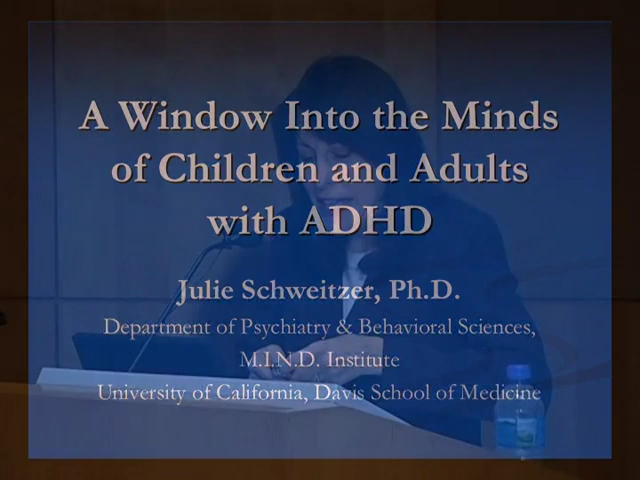 A Window Into the Minds
of Children and Adults
with ADHD
Julie Schweitzer, Ph.D.
Department of Psychiatry & Behavioral Sciences,
M.I.N.D. Institute
University of California, Davis School of Medicine